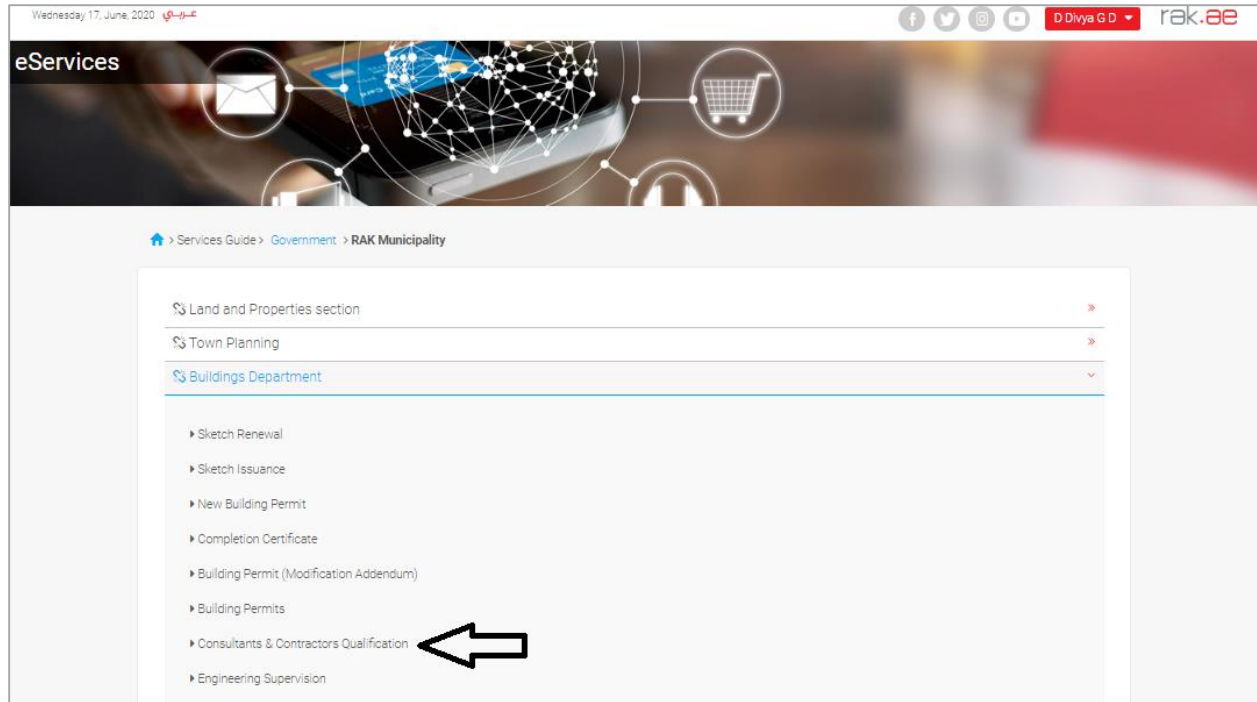 Wednesday 17, June, 2020 عــربــي D Divya G D rak.ae
eServices
> Services Guide > Government > RAK Municipality
Land and Properties section
Town Planning
Buildings Department
Sketch Renewal
Sketch Issuance
New Building Permit
Completion Certificate
Building Permit (Modification Addendum)
Building Permits
Consultants & Contractors Qualification
Engineering Supervision